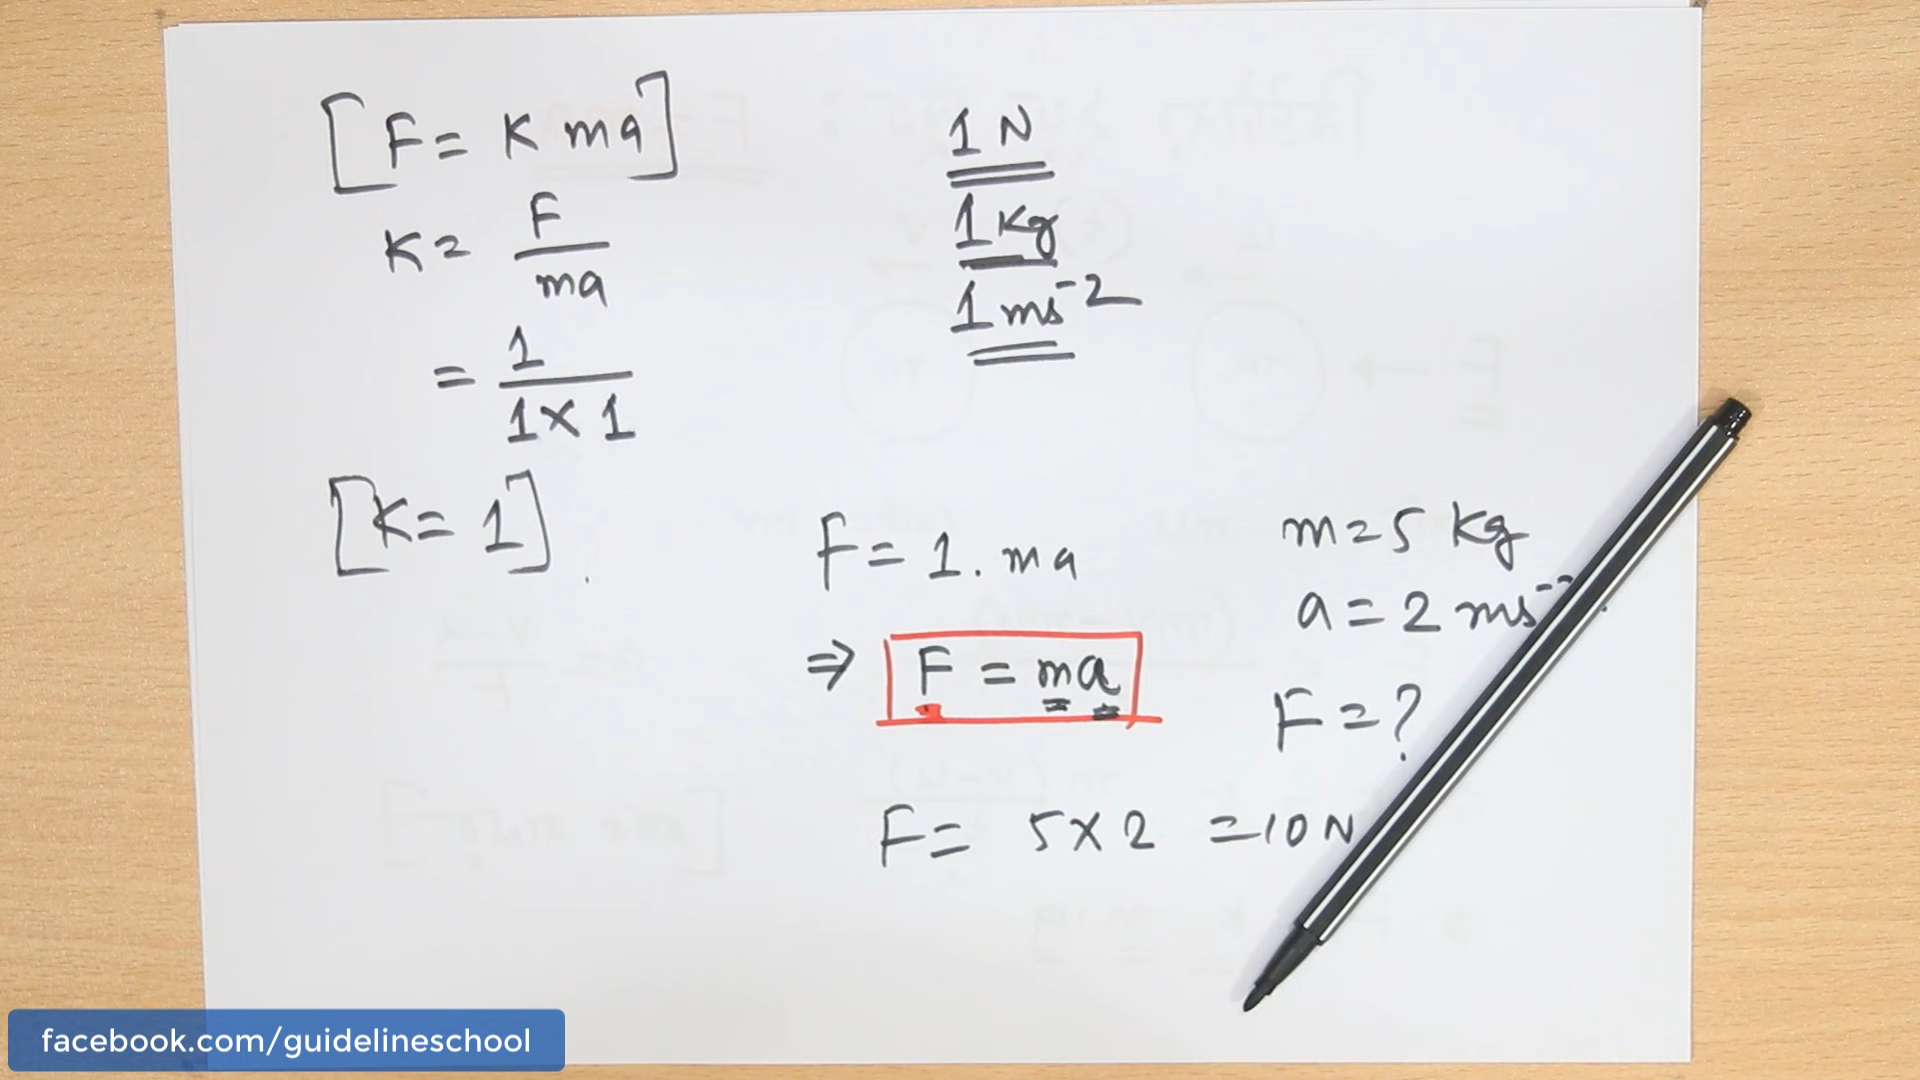 [F = K ma]
K = F / ma
= 1 / 1 × 1
[K = 1]
1 N
1 Kg
1 ms⁻²
F = 1. ma
⇒ F = ma
m = 5 Kg
a = 2 ms⁻
F = ?
F = 5 × 2 = 10 N
facebook.com/guidelineschool